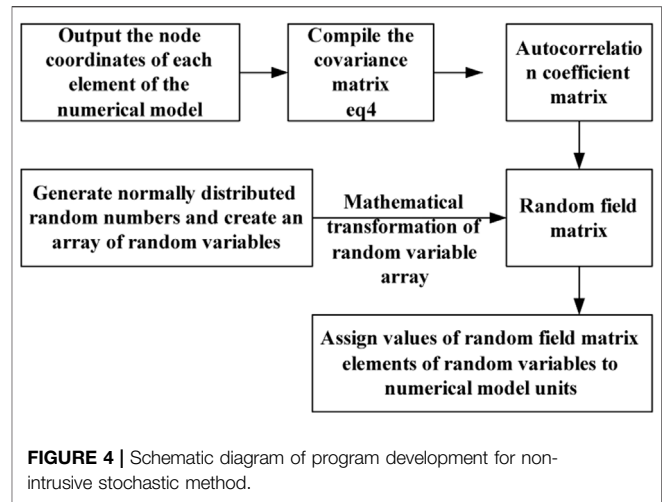 Output the node
coordinates of each
element of the
numerical model
Compile the
covariance
matrix
eq4
Autocorrelatio
n coefficient
matrix
Generate normally distributed
random numbers and create an
array of random variables
Mathematical
transformation of
random variable
array
Random field
matrix
Assign values of random field matrix
elements of random variables to
numerical model units
FIGURE 4 | Schematic diagram of program development for non-
intrusive stochastic method.